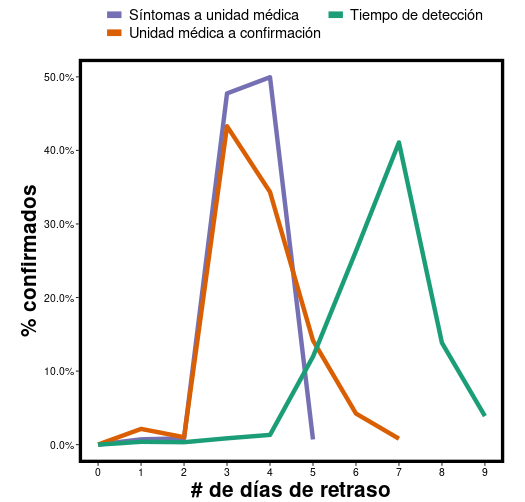 Síntomas a unidad médica
Tiempo de detección
Unidad médica a confirmación
50.0%
40.0%
30.0%
20.0%
10.0%
0.0%
% confirmados
0 1 2 3 4 5 6 7 8 9
# de días de retraso